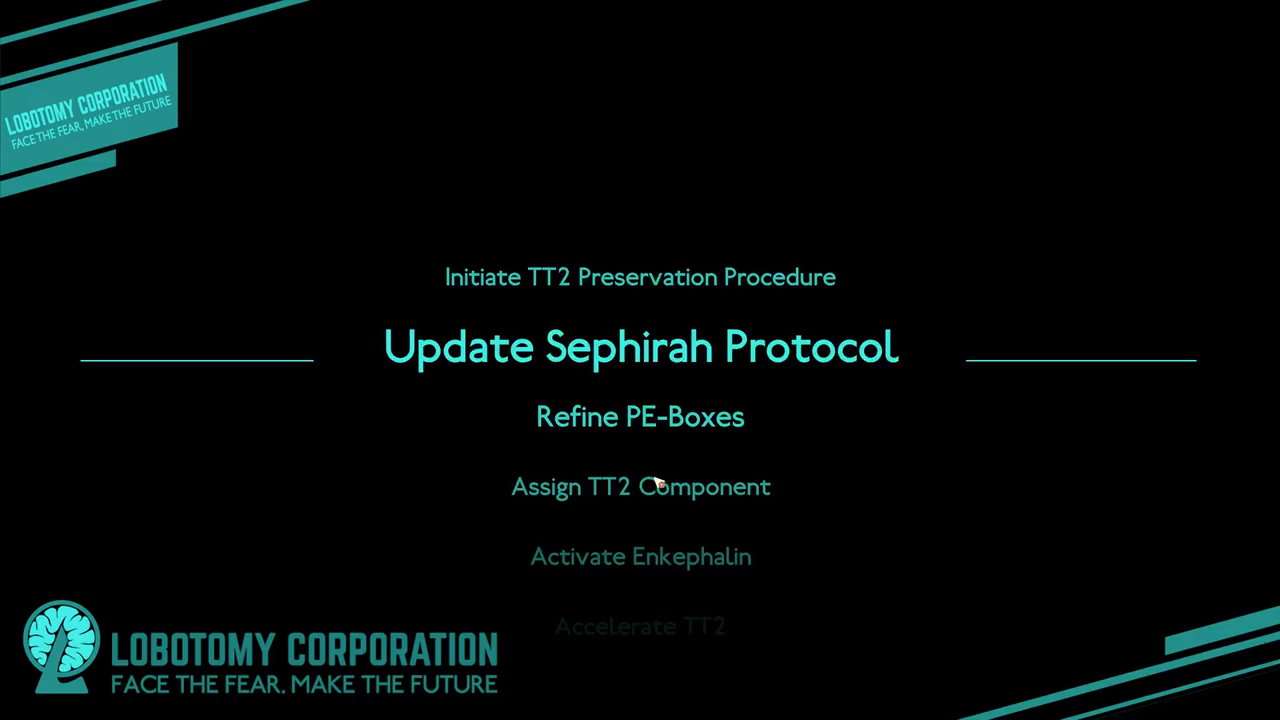 LOBOTOMY CORPORATION
FACE THE FEAR, MAKE THE FUTURE
Initiate TT2 Preservation Procedure
Update Sephirah Protocol
Refine PE-Boxes
Assign TT2 Component
Activate Enkephalin
Accelerate TT2
LOBOTOMY CORPORATION
FACE THE FEAR, MAKE THE FUTURE